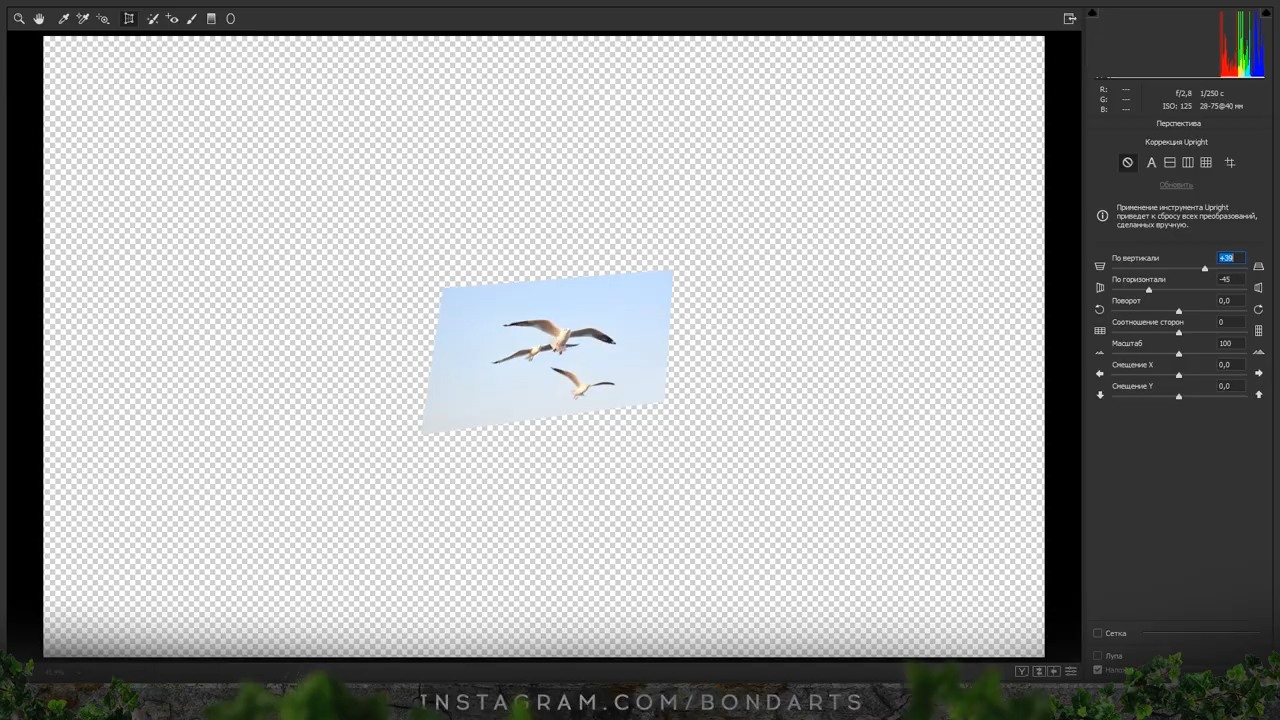 R: ---
G: ---
B: ---
f/2,8 1/250 с
ISO: 125 28-75@40 мм
Перспектива
Коррекция Upright
A
Обновить
Применение инструмента Upright
приведет к сбросу всех преобразований,
сделанных вручную.
По вертикали +39
По горизонтали -45
Поворот 0,0
Соотношение сторон 0
Масштаб 100
Смещение X 0,0
Смещение Y 0,0
Сетка
Лупа
Y
INSTAGRAM.COM/BONDARTS